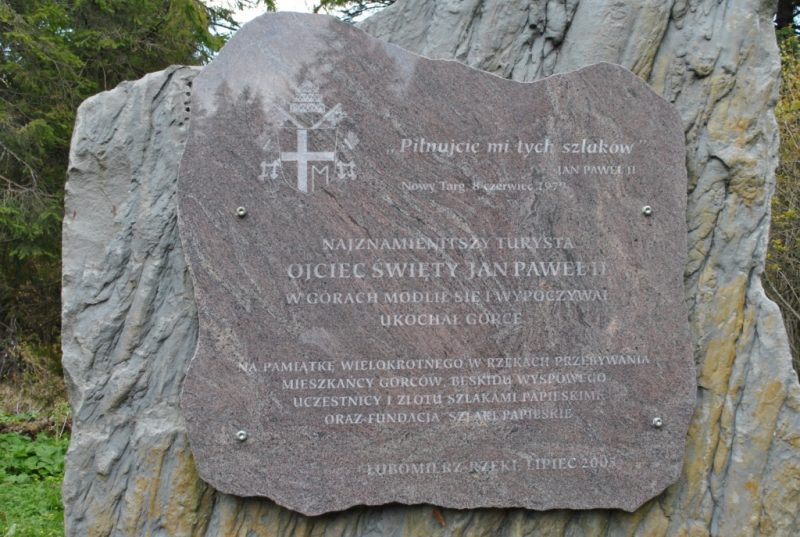 „Pilnujcie mi tych szlaków"
JAN PAWEŁ II
Nowy Targ 8 czerwiec 1979
M
NAJZNAMIENITSZY TURYSTA
OJCIEC ŚWIĘTY JAN PAWEŁ II
W GÓRACH MODLIŁ SIĘ I WYPOCZYWAŁ
UKOCHAŁ GORCE
NA PAMIĄTKĘ WIELOKROTNEGO W RZEKACH PRZEBYWANIA
MIESZKAŃCY GORCÓW, BESKIDU WYSPOWEGO
UCZESTNICY I ZLOTU SZLAKAMI PAPIESKIMI
ORAZ FUNDACJA "SZLAKI PAPIESKIE"
LUBOMIERZ-RZEKI, LIPIEC 2005